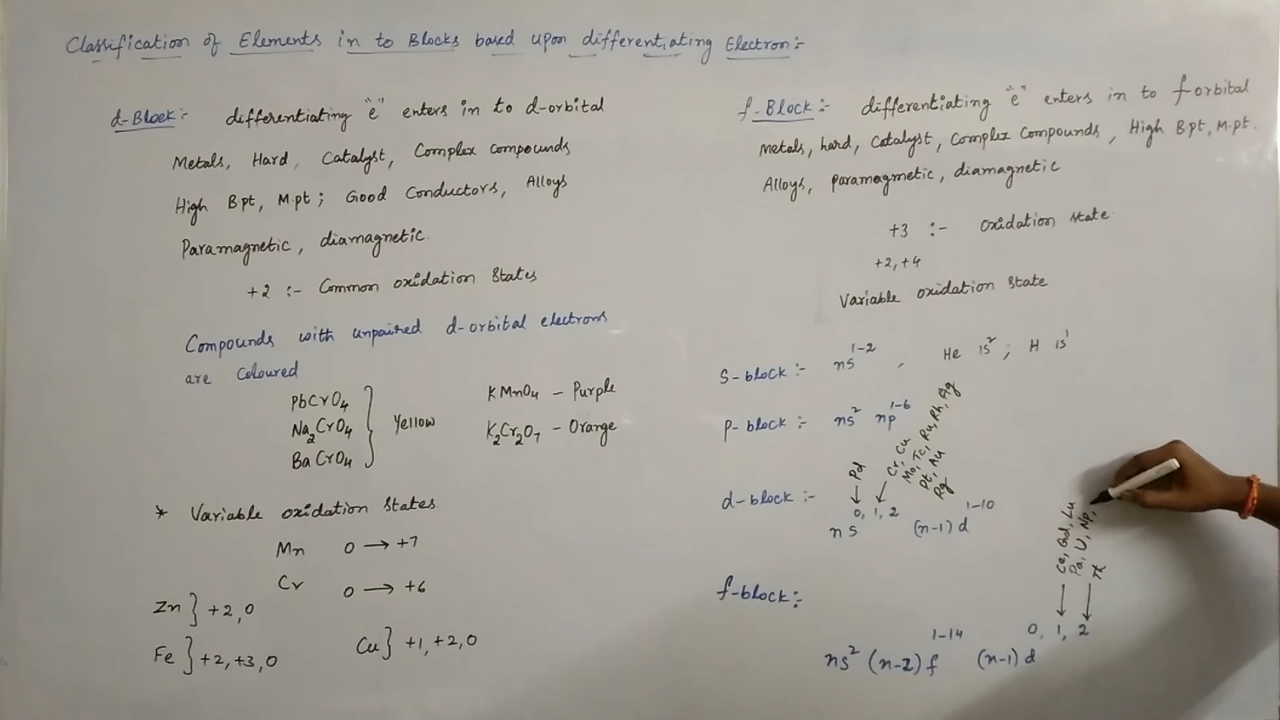 Classification of Elements in to Blocks based upon differentiating Electron:-
d-Block:- differentiating "e" enters in to d-orbital
Metals, Hard, Catalyst, Complex compounds
High Bpt, M.pt; Good Conductors, Alloys
Paramagnetic, diamagnetic.
+2 :- Common oxidation States
Compounds with unpaired d-orbital electrons
are Coloured
PbCrO₄
Na₂CrO₄
BaCrO₄
Yellow
KMnO₄ - Purple
K₂Cr₂O₇ - Orange
* Variable oxidation States
Mn 0 → +7
Cr 0 → +6
Zn } +2,0
Fe } +2,+3,0
Cu } +1,+2,0
f-Block:- differentiating "e" enters in to f orbital
Metals, hard, Catalyst, Complex Compounds, High Bpt, M.pt.
Alloys, paramagnetic, diamagnetic
+3 :- Oxidation state
+2,+4
Variable oxidation State
S-block:- ns¹⁻², He 1s²; H 1s¹
P-block:- ns² np¹⁻⁶
Pd
Cr, Cu
Mo, Tc, Ru, Rh, Ag
Pt, Au
Rg
d-block:- ns⁰,¹,² (n-1)d¹⁻¹⁰
Ce, Gd, Lu
Pa, U, Np,
Th
f-block:-
ns² (n-2)f¹⁻¹⁴ (n-1)d⁰,¹,²